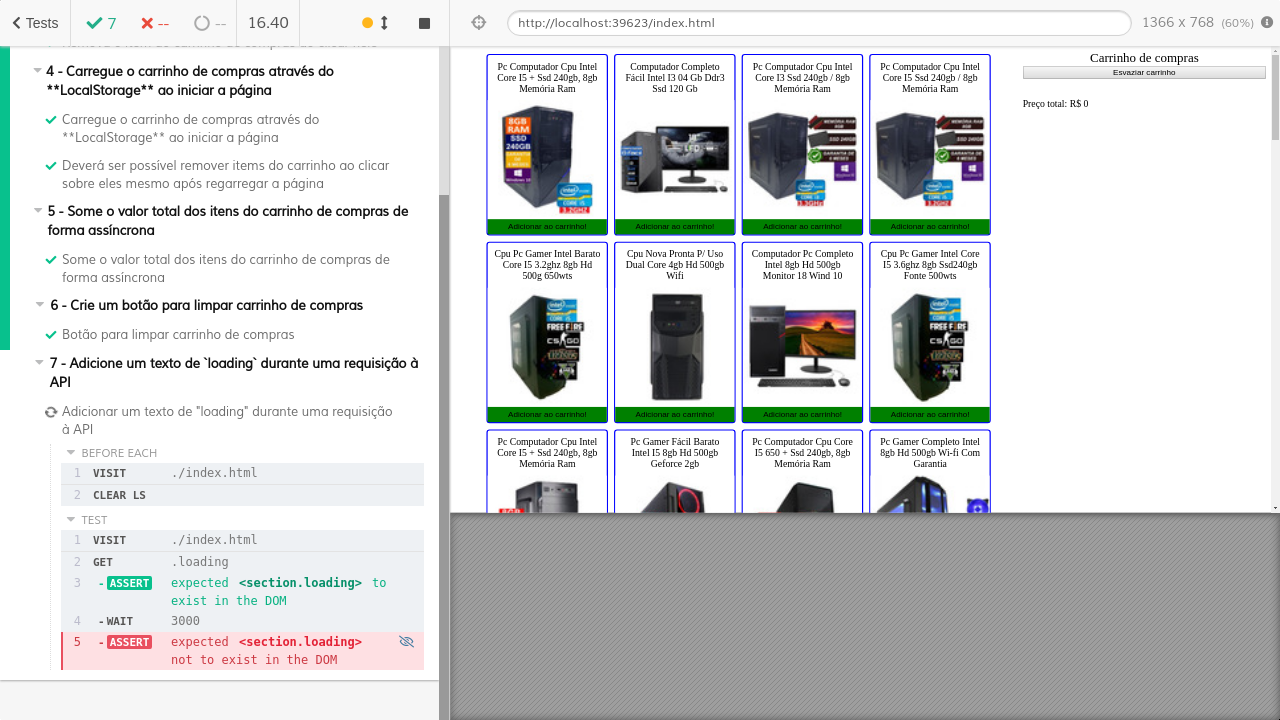 Tests
7
--
--
16.40
http://localhost:39623/index.html
1366 x 768 (60%)
4 - Carregue o carrinho de compras através do
**LocalStorage** ao iniciar a página
Carregue o carrinho de compras através do
**LocalStorage** ao iniciar a página
Deverá ser possível remover items do carrinho ao clicar
sobre eles mesmo após regarregar a página
5 - Some o valor total dos itens do carrinho de compras de
forma assíncrona
Some o valor total dos itens do carrinho de compras de
forma assíncrona
6 - Crie um botão para limpar carrinho de compras
Botão para limpar carrinho de compras
7 - Adicione um texto de `loading` durante uma requisição à
API
Adicionar um texto de "loading" durante uma requisição
à API
BEFORE EACH
1 VISIT ./index.html
2 CLEAR LS
TEST
1 VISIT ./index.html
2 GET .loading
3 - ASSERT expected <section.loading> to
exist in the DOM
4 - WAIT 3000
5 - ASSERT expected <section.loading>
not to exist in the DOM
Pc Computador Cpu Intel
Core I5 + Ssd 240gb, 8gb
Memória Ram
Adicionar ao carrinho!
Computador Completo
Fácil Intel I3 04 Gb Ddr3
Ssd 120 Gb
Adicionar ao carrinho!
Pc Computador Cpu Intel
Core I3 Ssd 240gb / 8gb
Memória Ram
Adicionar ao carrinho!
Pc Computador Cpu Intel
Core I5 Ssd 240gb / 8gb
Memória Ram
Adicionar ao carrinho!
Cpu Pc Gamer Intel Barato
Core I5 3.2ghz 8gb Hd
500g 650wts
Adicionar ao carrinho!
Cpu Nova Pronta P/ Uso
Dual Core 4gb Hd 500gb
Wifi
Adicionar ao carrinho!
Computador Pc Completo
Intel 8gb Hd 500gb
Monitor 18 Wind 10
Adicionar ao carrinho!
Cpu Pc Gamer Intel Core
I5 3.6ghz 8gb Ssd240gb
Fonte 500wts
Adicionar ao carrinho!
Pc Computador Cpu Intel
Core I5 + Ssd 240gb, 8gb
Memória Ram
Pc Gamer Fácil Barato
Intel I5 8gb Hd 500gb
Geforce 2gb
Pc Computador Cpu Core
I5 650 + Ssd 240gb, 8gb
Memória Ram
Pc Gamer Completo Intel
8gb Hd 500gb Wi-fi Com
Garantia
Carrinho de compras
Esvaziar carrinho
Preço total: R$ 0